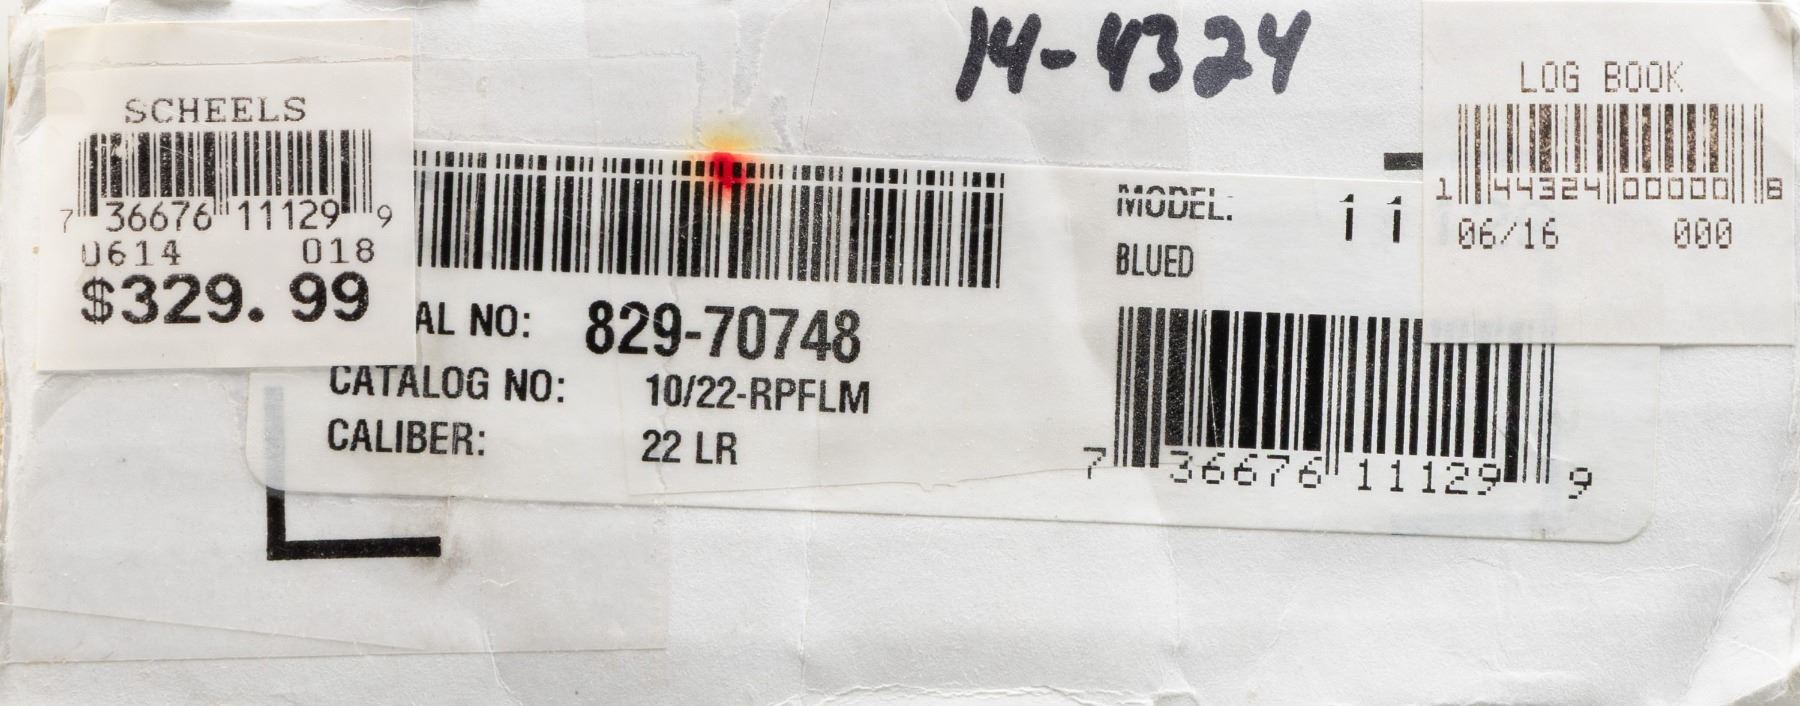 14-4324
SCHEELS
7 36676 11129 9
0614 018
$329.99
AL NO: 829-70748
CATALOG NO: 10/22-RPFLM
CALIBER: 22 LR
MODEL: 11
BLUED
7 36676 11129 9
LOG BOOK
1 44324 00000 8
06/16 000